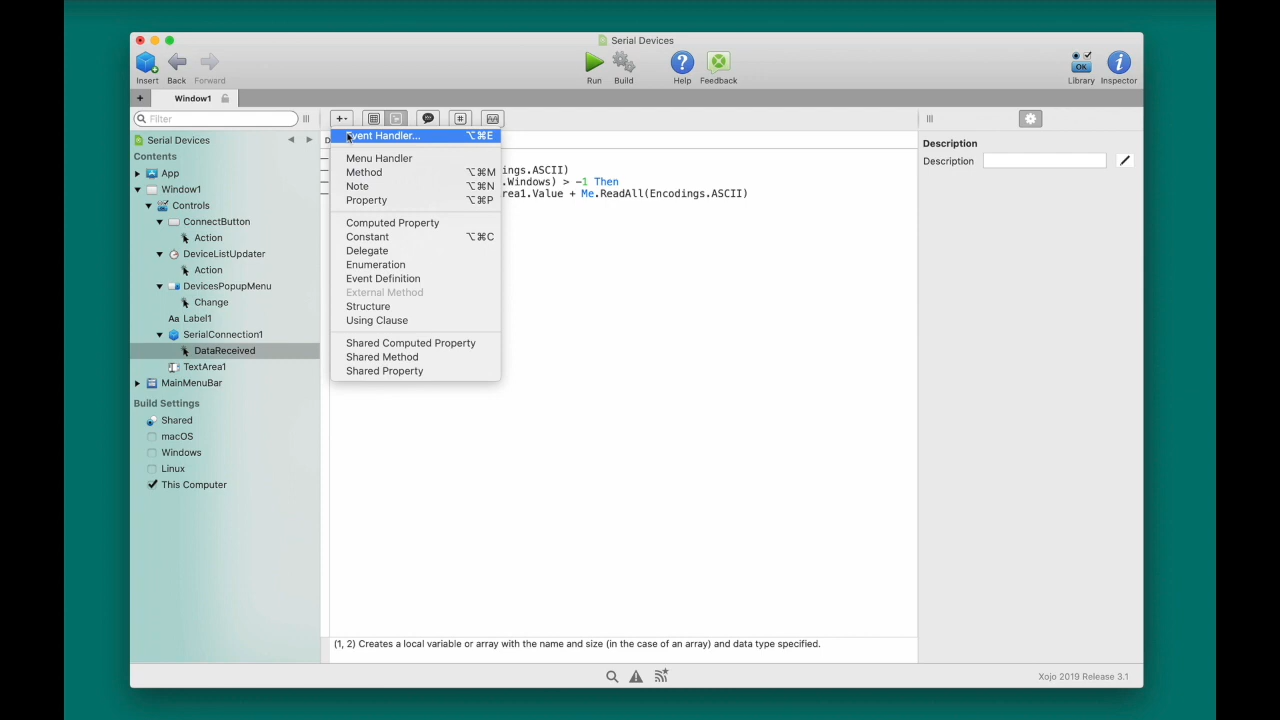 Serial Devices
Insert Back Forward Run Build Help Feedback Library Inspector
OK
+ Window1
Filter
Serial Devices
Contents
App
Window1
Controls
ConnectButton
Action
DeviceListUpdater
Action
DevicesPopupMenu
Change
Aa Label1
SerialConnection1
DataReceived
TextArea1
MainMenuBar
Build Settings
Shared
macOS
Windows
Linux
This Computer
Event Handler... ⌥⌘E
Menu Handler
Method ⌥⌘M
Note ⌥⌘N
Property ⌥⌘P
Computed Property
Constant ⌥⌘C
Delegate
Enumeration
Event Definition
External Method
Structure
Using Clause
Shared Computed Property
Shared Method
Shared Property
ings.ASCII)
.Windows) > -1 Then
rea1.Value + Me.ReadAll(Encodings.ASCII)
Description
Description
(1, 2) Creates a local variable or array with the name and size (in the case of an array) and data type specified.
Xojo 2019 Release 3.1